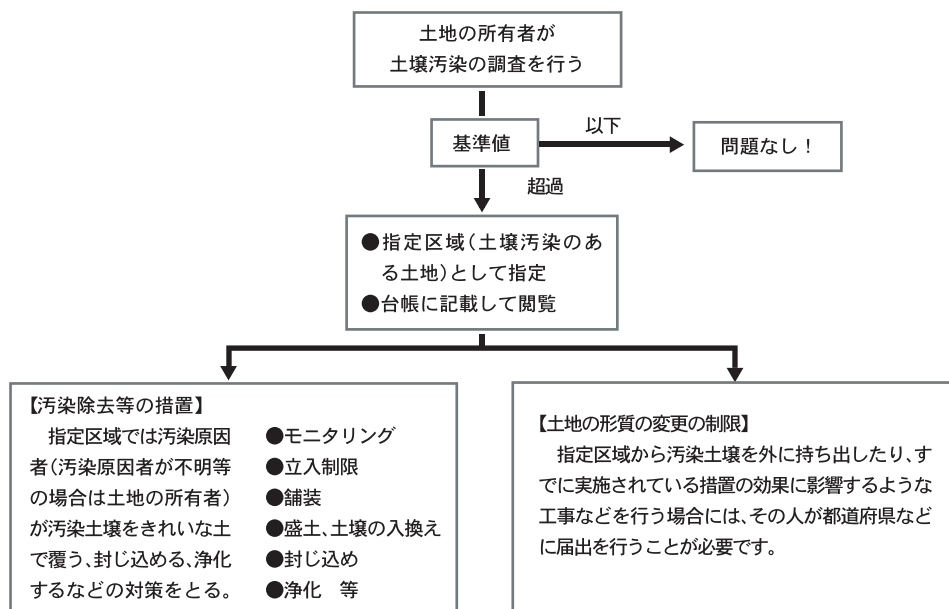 土地の所有者が
土壌汚染の調査を行う
基準値
以下
問題なし！
超過
●指定区域（土壌汚染のあ
る土地）として指定
●台帳に記載して閲覧
【汚染除去等の措置】
指定区域では汚染原因
者（汚染原因者が不明等
の場合は土地の所有者）
が汚染土壌をきれいな土
で覆う、封じ込める、浄化
するなどの対策をとる。
●モニタリング
●立入制限
●舗装
●盛土、土壌の入換え
●封じ込め
●浄化　等
【土地の形質の変更の制限】
指定区域から汚染土壌を外に持ち出したり、す
でに実施されている措置の効果に影響するような
工事などを行う場合には、その人が都道府県など
に届出を行うことが必要です。